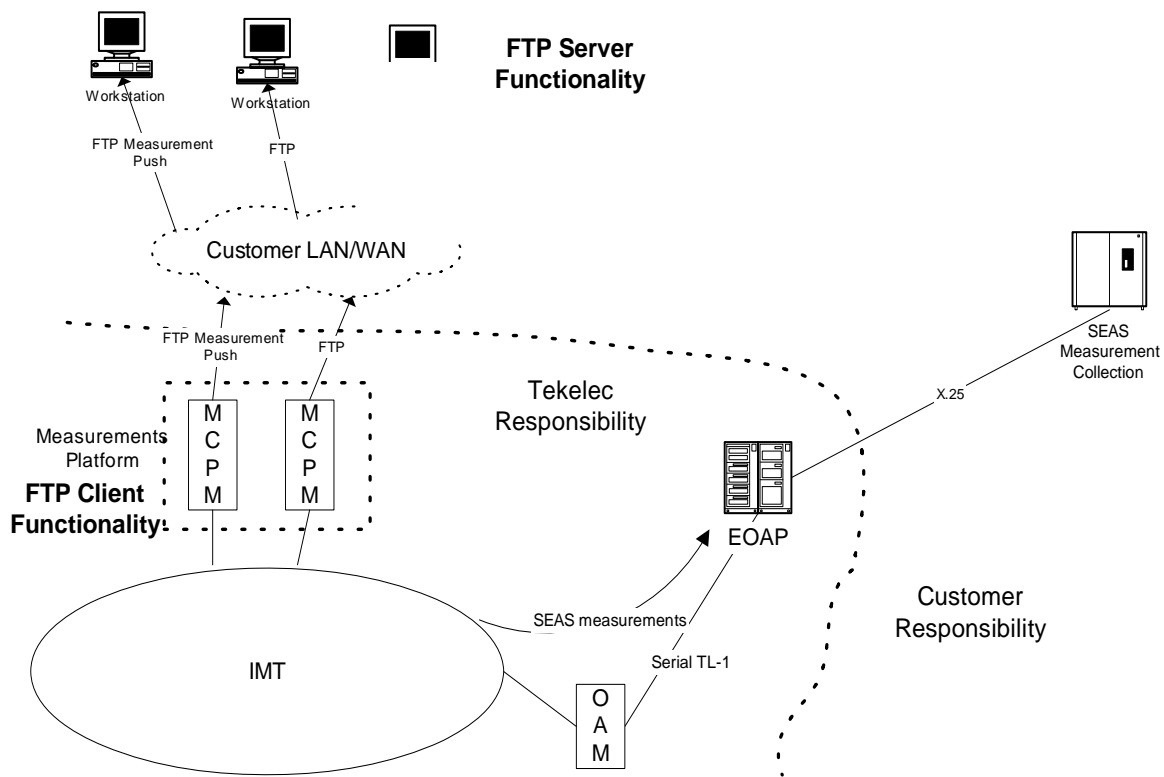 FTP Server
Functionality
Workstation
Workstation
FTP Measurement
Push
FTP
Customer LAN/WAN
SEAS
Measurement
Collection
FTP Measurement
Push
FTP
Tekelec
Responsibility
X.25
M
C
P
M
M
C
P
M
Measurements
Platform
FTP Client
Functionality
EOAP
SEAS measurements
Customer
Responsibility
Serial TL-1
IMT
O
A
M